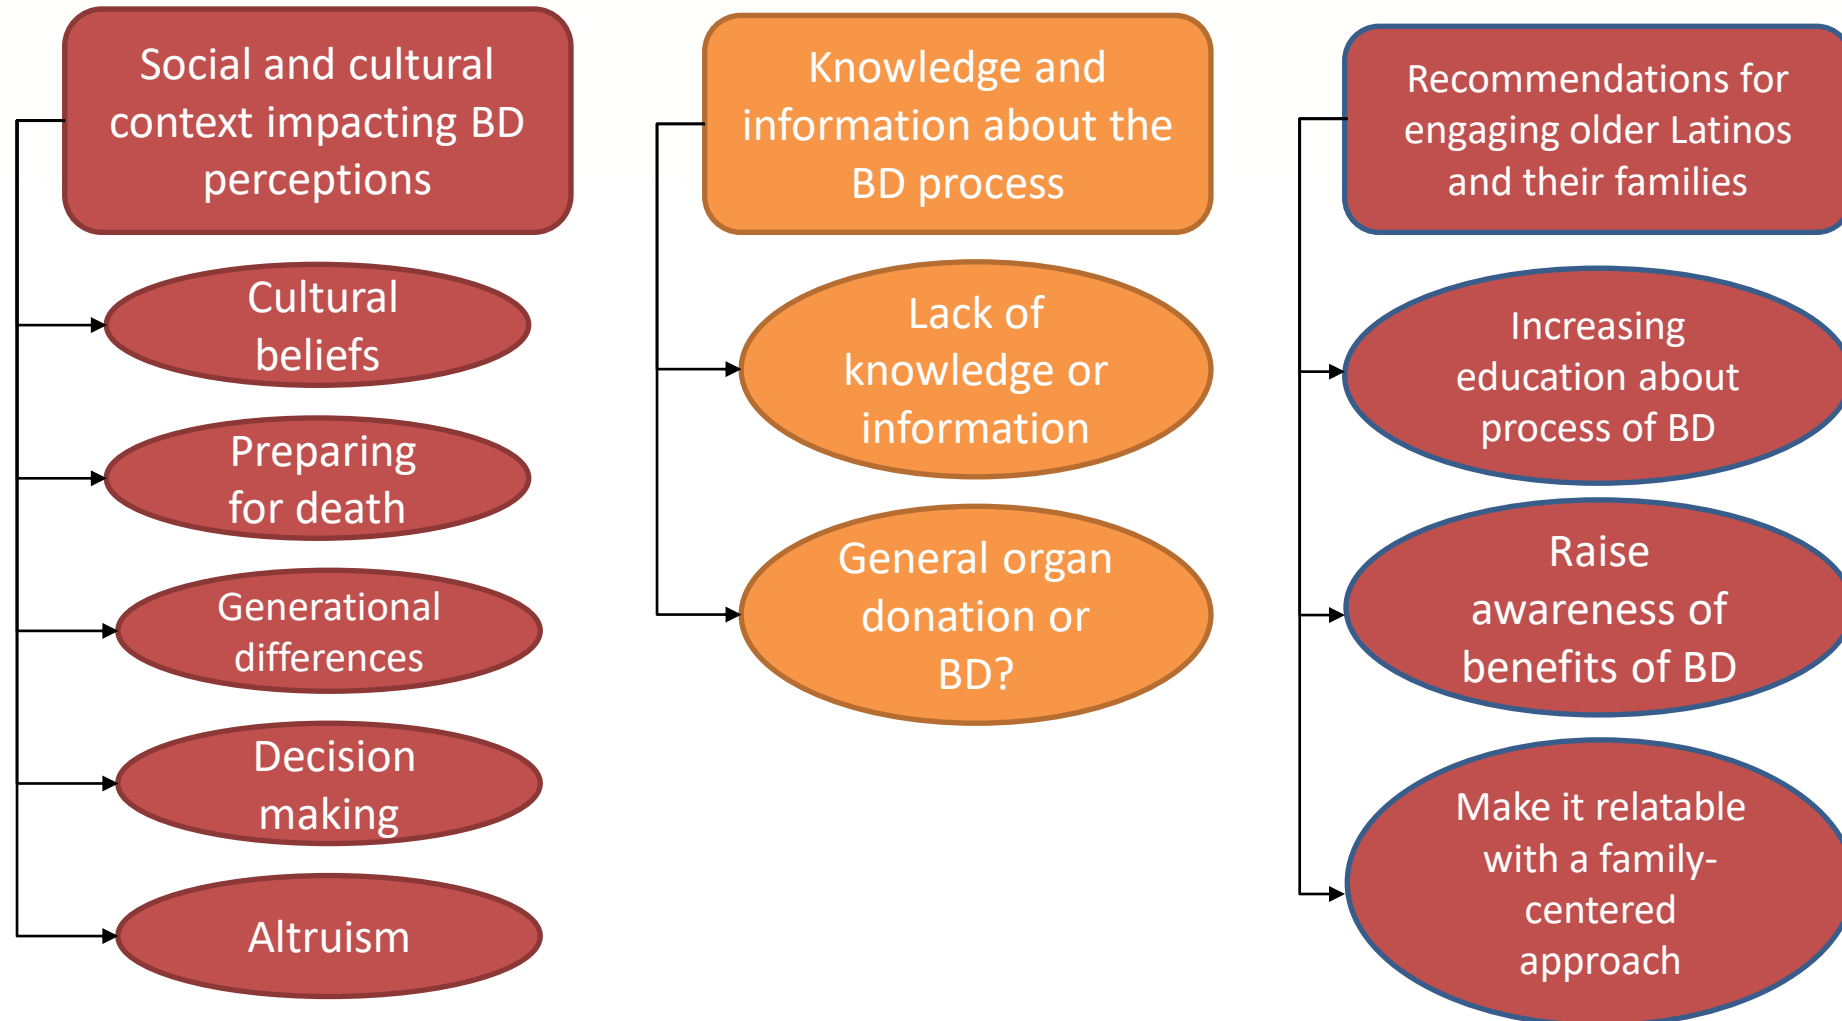 Social and cultural
context impacting BD
perceptions
Cultural
beliefs
Preparing
for death
Generational
differences
Decision
making
Altruism
Knowledge and
information about the
BD process
Lack of
knowledge or
information
General organ
donation or
BD?
Recommendations for
engaging older Latinos
and their families
Increasing
education about
process of BD
Raise
awareness of
benefits of BD
Make it relatable
with a family-
centered
approach